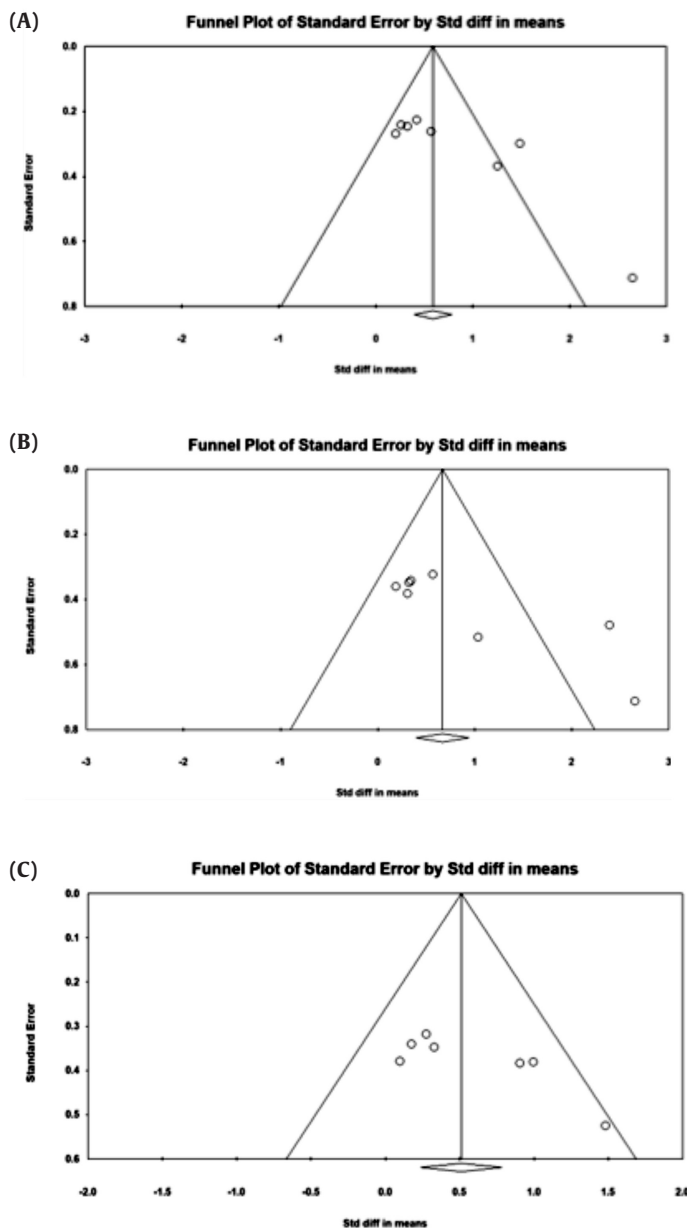 (A)
Funnel Plot of Standard Error by Std diff in means
0.0
0.2
0.4
0.6
0.8
Standard Error
-3 -2 -1 0 1 2 3
Std diff in means
(B)
Funnel Plot of Standard Error by Std diff in means
0.0
0.2
0.4
0.6
0.8
Standard Error
-3 -2 -1 0 1 2 3
Std diff in means
(C)
Funnel Plot of Standard Error by Std diff in means
0.0
0.1
0.2
0.3
0.4
0.5
0.6
Standard Error
-2.0 -1.5 -1.0 -0.5 0.0 0.5 1.0 1.5 2.0
Std diff in means